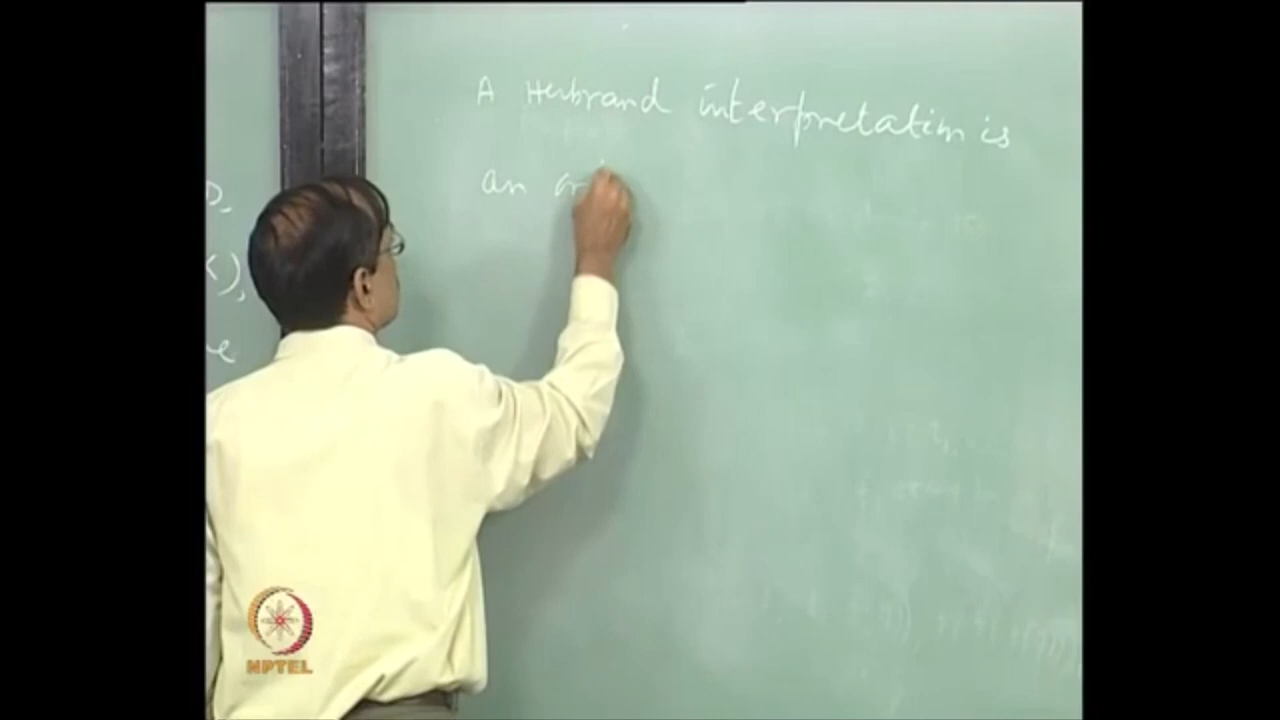 A Herbrand interpretation is
an
D,
),
e
NPTEL